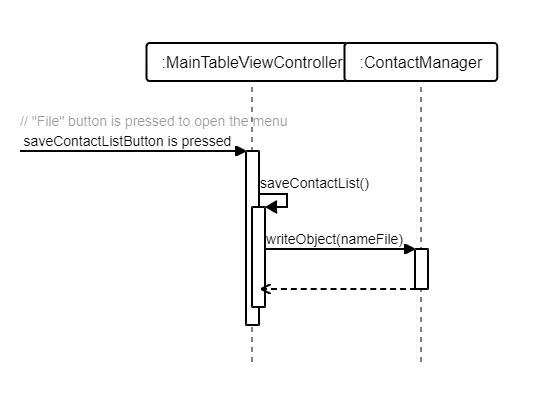 :MainTableViewController
:ContactManager
// "File" button is pressed to open the menu
saveContactListButton is pressed
saveContactList()
writeObject(nameFile)